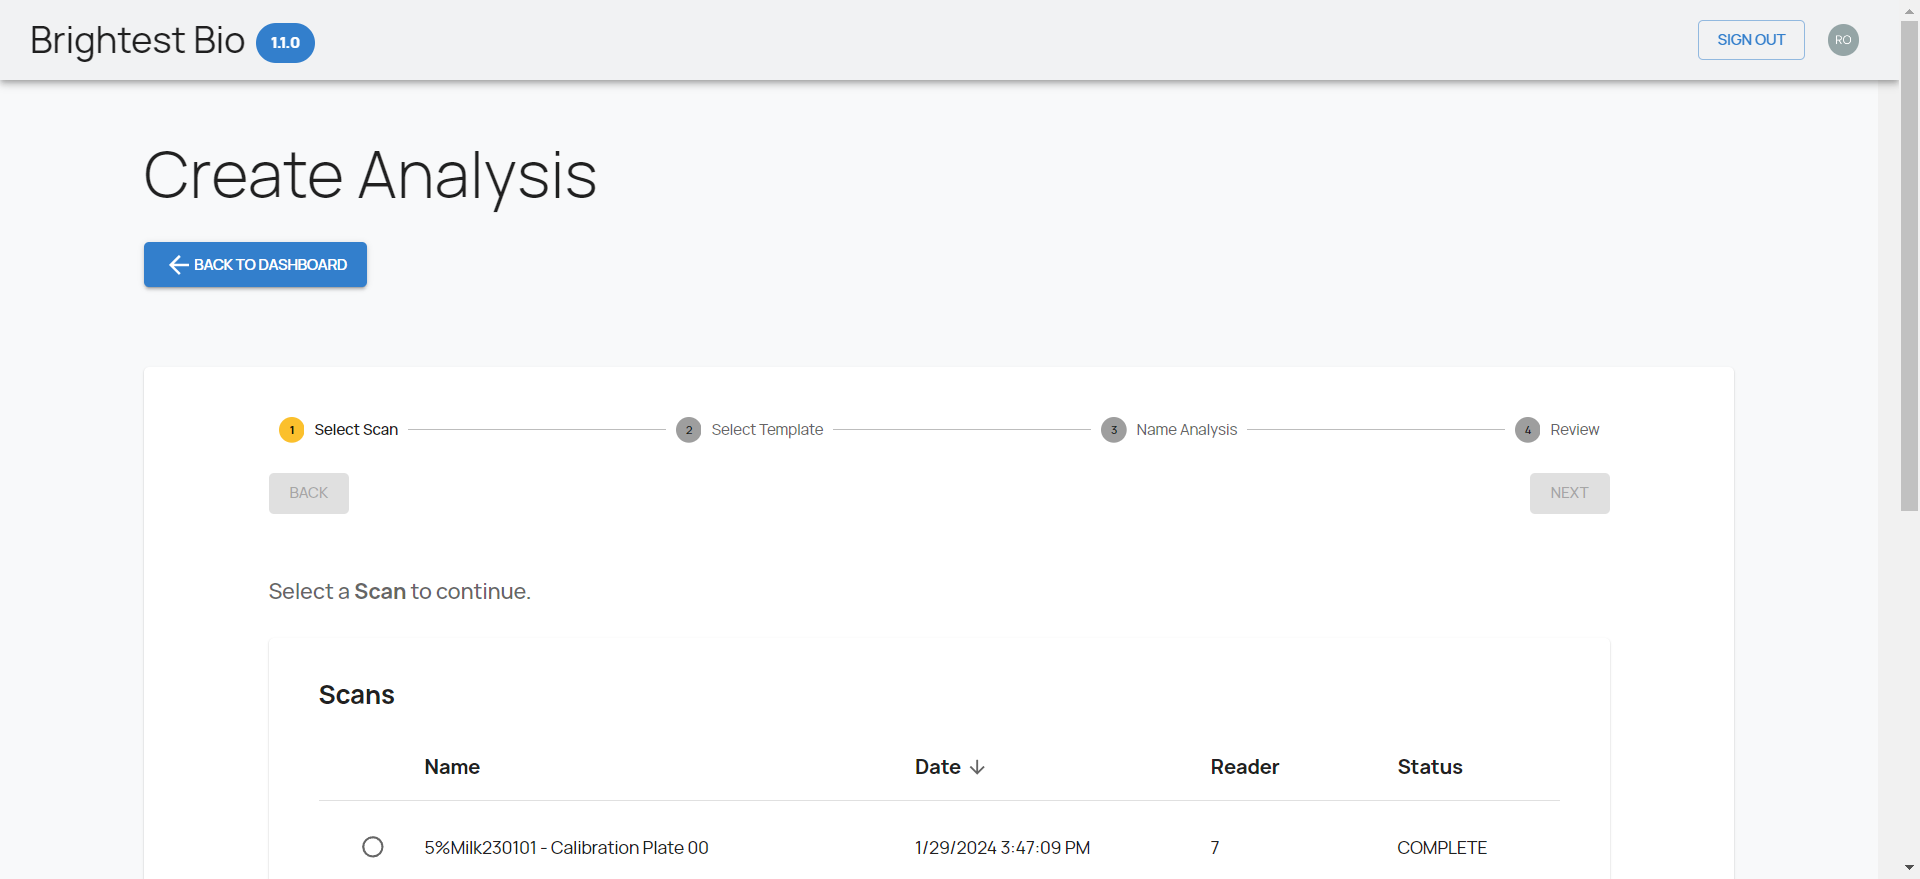 Brightest Bio 1.1.0
SIGN OUT RO
Create Analysis
BACK TO DASHBOARD
1 Select Scan 2 Select Template 3 Name Analysis 4 Review
BACK NEXT
Select a Scan to continue.
Scans
Name Date Reader Status
5%Milk230101 - Calibration Plate 00 1/29/2024 3:47:09 PM 7 COMPLETE